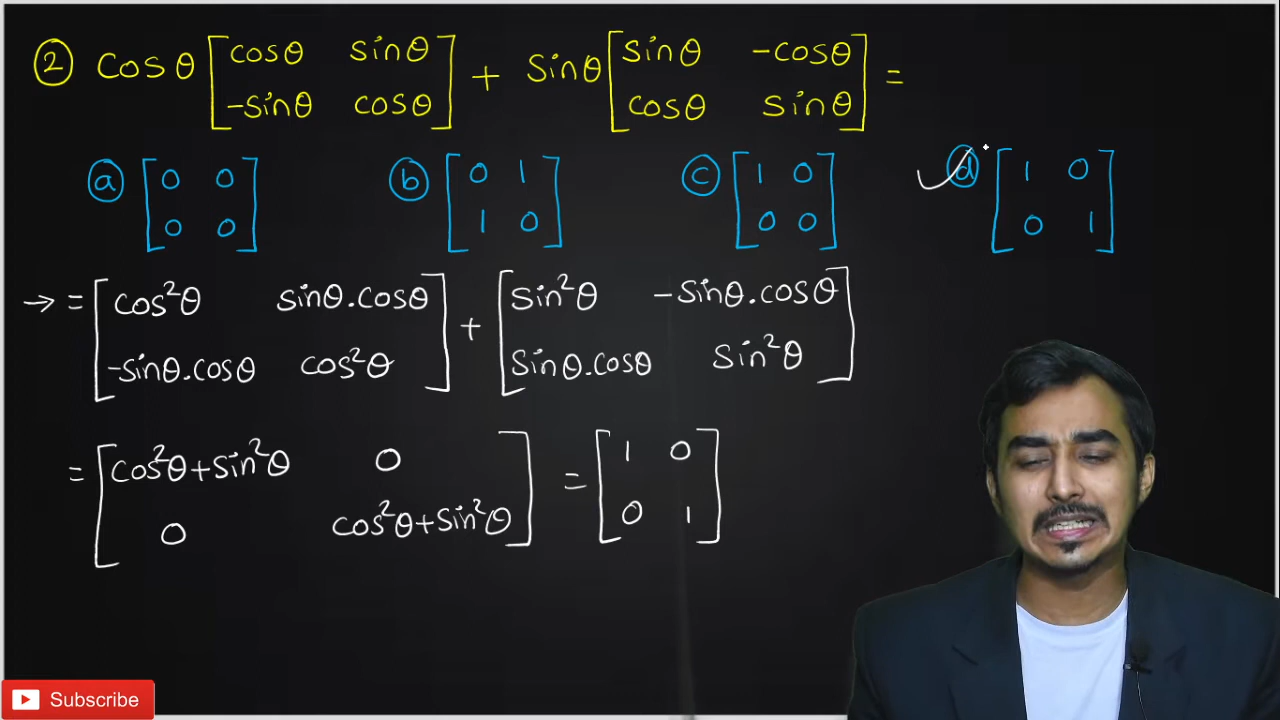 ② cosθ [cosθ sinθ -sinθ cosθ] + sinθ [sinθ -cosθ cosθ sinθ] =
ⓐ [0 0 0 0] ⓑ [0 1 1 0] ⓒ [1 0 0 0] ⓓ [1 0 0 1]
→ = [cos²θ sinθ.cosθ -sinθ.cosθ cos²θ] + [sin²θ -sinθ.cosθ sinθ.cosθ sin²θ]
= [cos²θ+sin²θ 0 0 cos²θ+sin²θ] = [1 0 0 1]
Subscribe